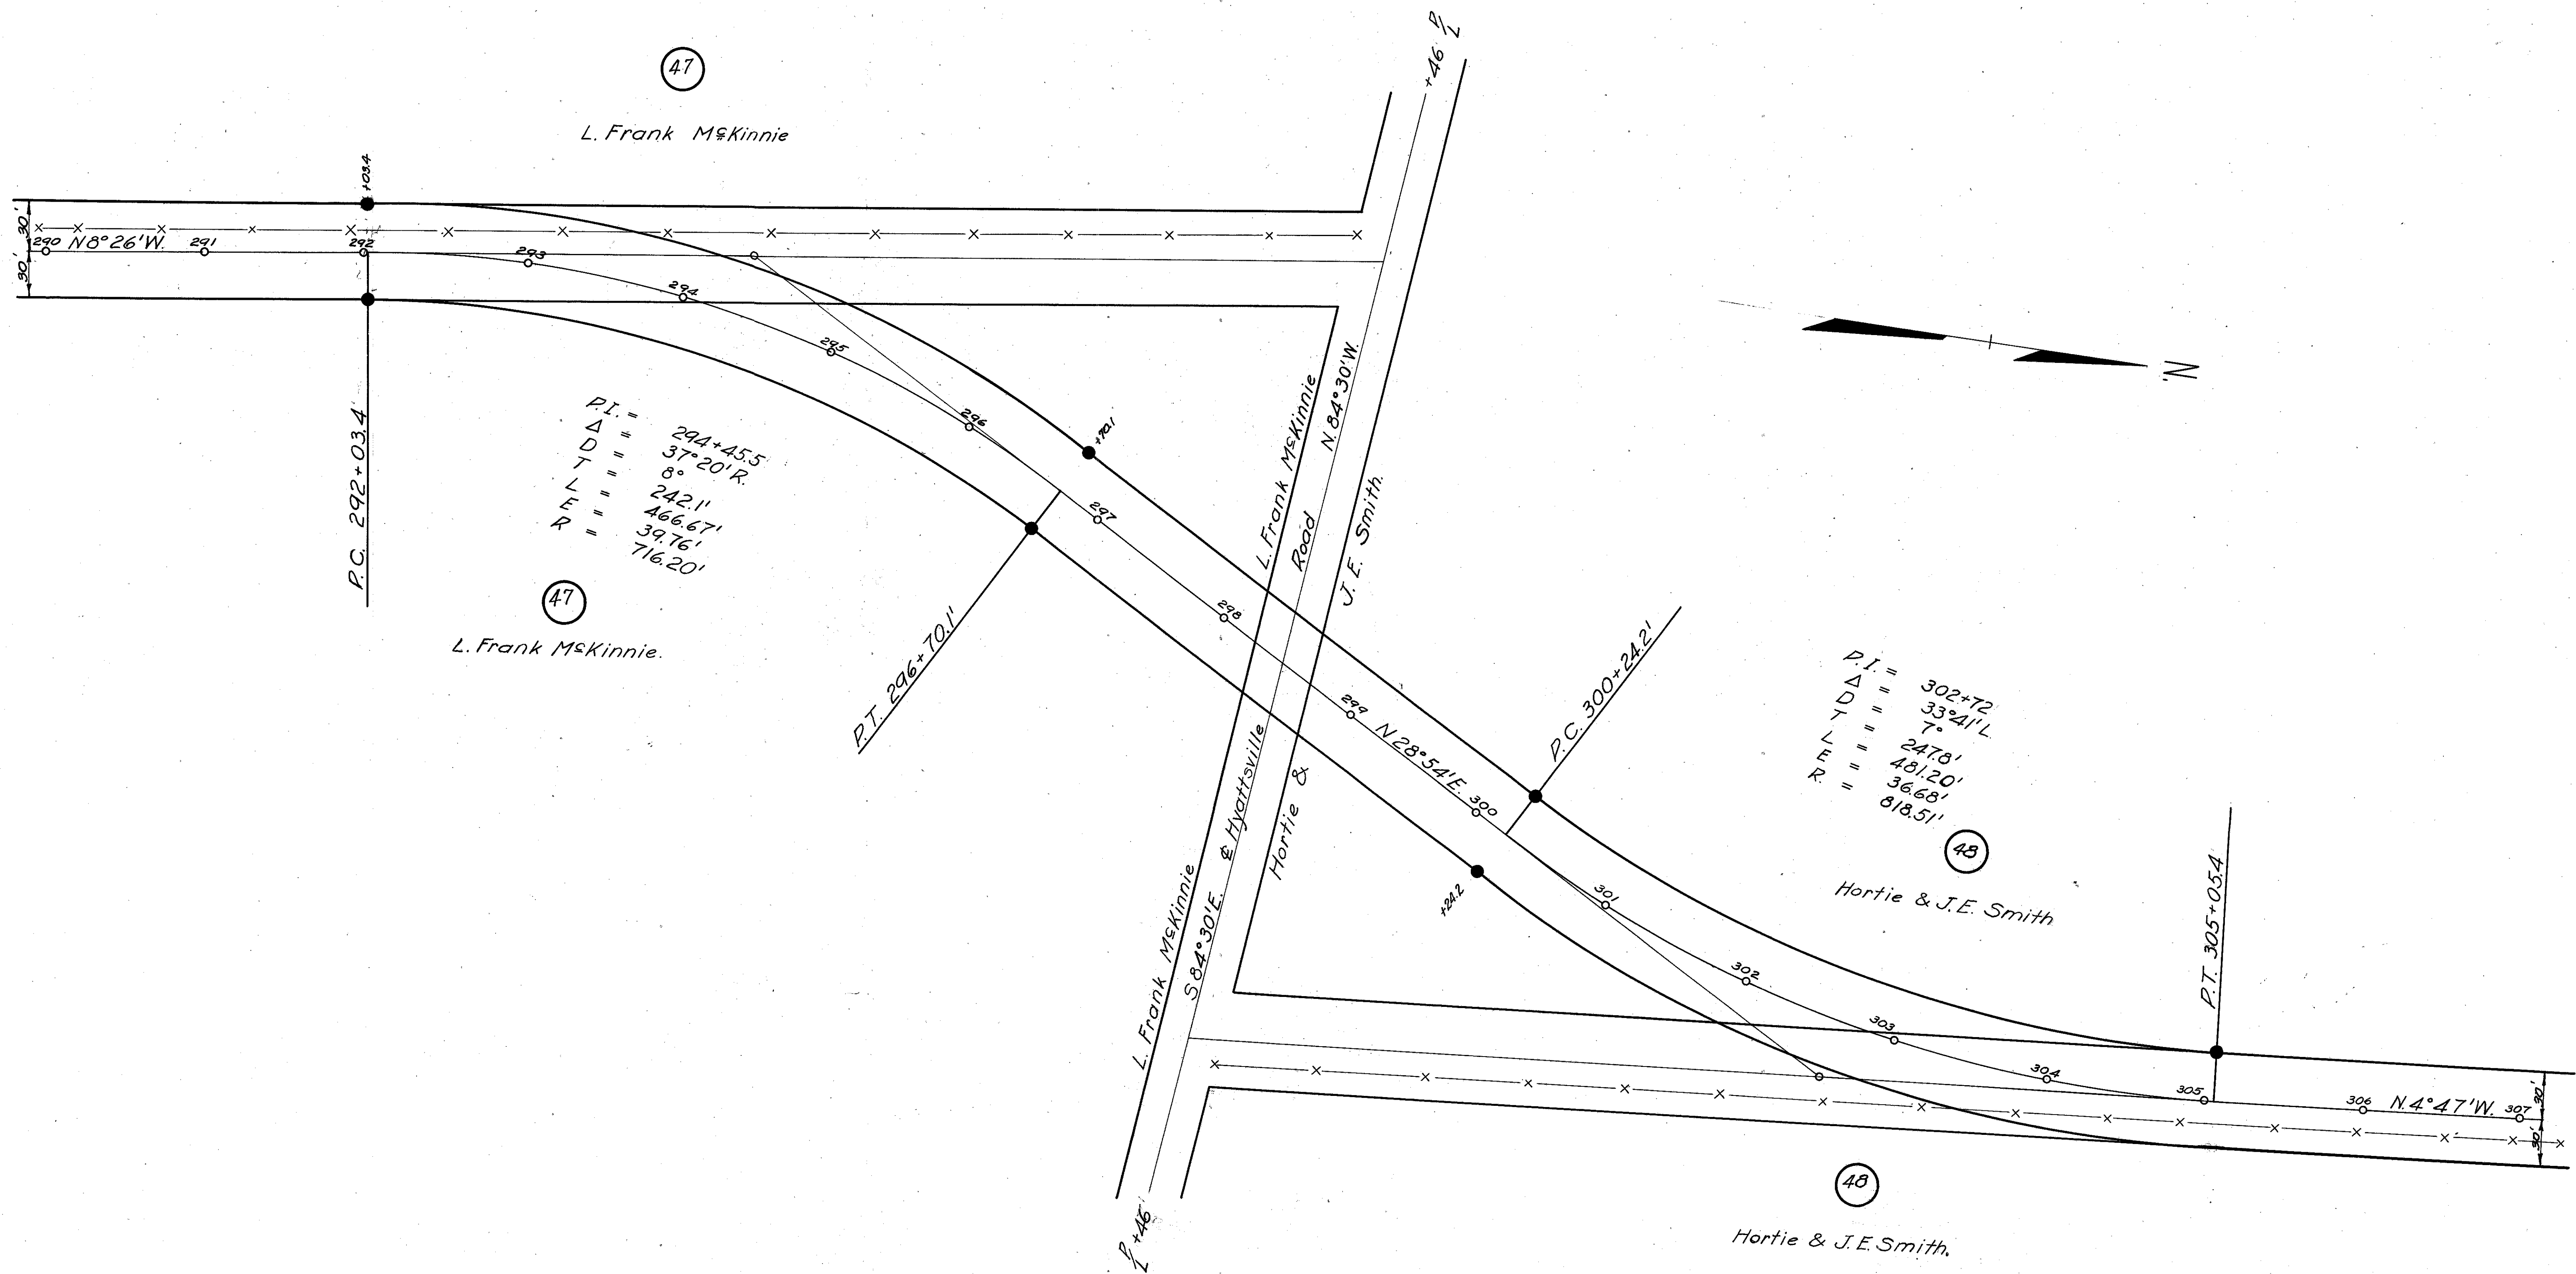 47
L. Frank McKinnie
+03.4
30'
30'
290 N 8°26'W. 291 292 293 294 295 296 297 298 299 300 301 302 303 304 305 306 307
P.C. 292+03.4
P.I. = 294+45.5
Δ = 37°20'R.
D = 8°
T = 242.1'
L = 466.67'
E = 39.76'
R = 716.20'
47
L. Frank McKinnie.
P.T. 296+70.1'
+70.1
+46 P/L
L. Frank McKinnie
N. 84°30'W.
Road
Hortie & J. E. Smith.
L. Frank McKinnie
S 84°30'E. ℄ Hyattsville
P/L +46
N 28°54'E.
+24.2
P.C. 300+24.2'
N.
P.I. = 302+72
Δ = 33°41'L
D = 7°
T = 247.8'
L = 481.20'
E = 36.68'
R. = 818.51'
48
Hortie & J.E. Smith
P.T. 305+05.4
N. 4°47'W.
30'
30'
48
Hortie & J.E. Smith.